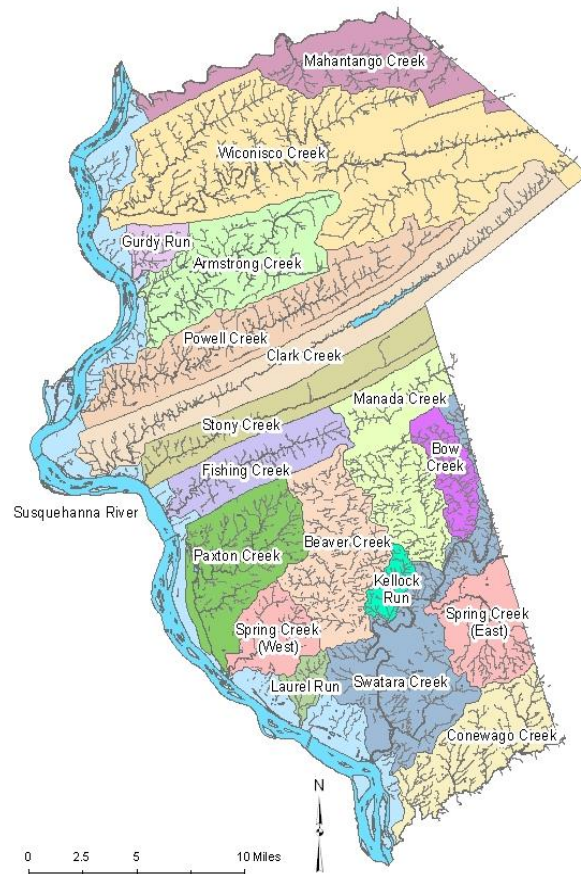 Mahantango Creek
Wiconisco Creek
Gurdy Run
Armstrong Creek
Powell Creek
Clark Creek
Manada Creek
Stony Creek
Bow
Creek
Fishing Creek
Susquehanna River
Beaver Creek
Paxton Creek
Kellock
Run
Spring Creek
(East)
Spring Creek
(West)
Laurel Run
Swatara Creek
Conewago Creek
N
0 2.5 5 10 Miles